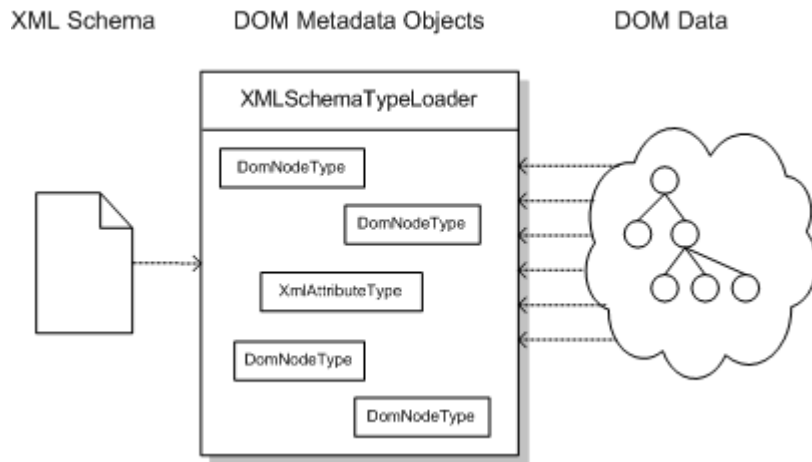 XML Schema
DOM Metadata Objects
DOM Data
XMLSchemaTypeLoader
DomNodeType
DomNodeType
XmlAttributeType
DomNodeType
DomNodeType